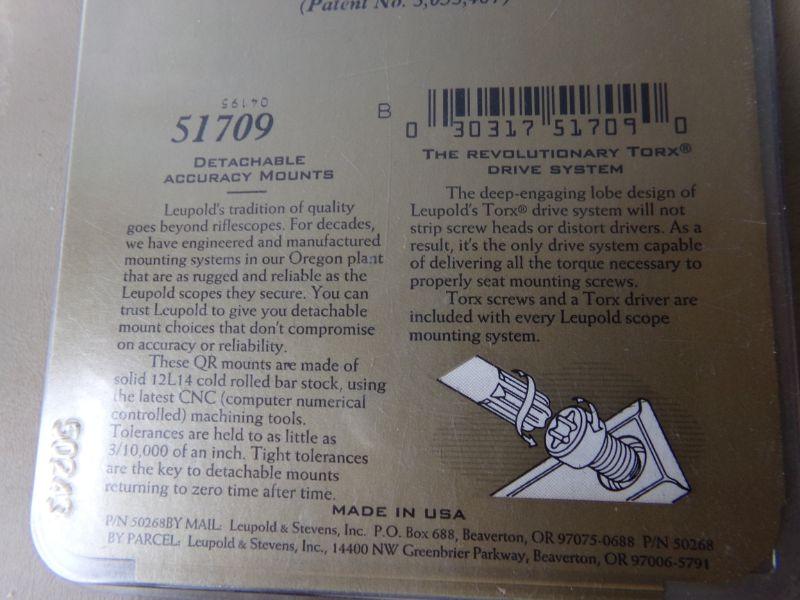 (Patent No. 5,035,487)
04195
51709
DETACHABLE
ACCURACY MOUNTS
Leupold's tradition of quality
goes beyond riflescopes. For decades,
we have engineered and manufactured
mounting systems in our Oregon plant
that are as rugged and reliable as the
Leupold scopes they secure. You can
trust Leupold to give you detachable
mount choices that don't compromise
on accuracy or reliability.
These QR mounts are made of
solid 12L14 cold rolled bar stock, using
the latest CNC (computer numerical
controlled) machining tools.
Tolerances are held to as little as
3/10,000 of an inch. Tight tolerances
are the key to detachable mounts
returning to zero time after time.
B
0 30317 51709 0
THE REVOLUTIONARY TORX®
DRIVE SYSTEM
The deep-engaging lobe design of
Leupold's Torx® drive system will not
strip screw heads or distort drivers. As a
result, it's the only drive system capable
of delivering all the torque necessary to
properly seat mounting screws.
Torx screws and a Torx driver are
included with every Leupold scope
mounting system.
MADE IN USA
P/N 50268BY MAIL: Leupold & Stevens, Inc. P.O. Box 688, Beaverton, OR 97075-0688 P/N 50268
BY PARCEL: Leupold & Stevens, Inc., 14400 NW Greenbrier Parkway, Beaverton, OR 97006-5791